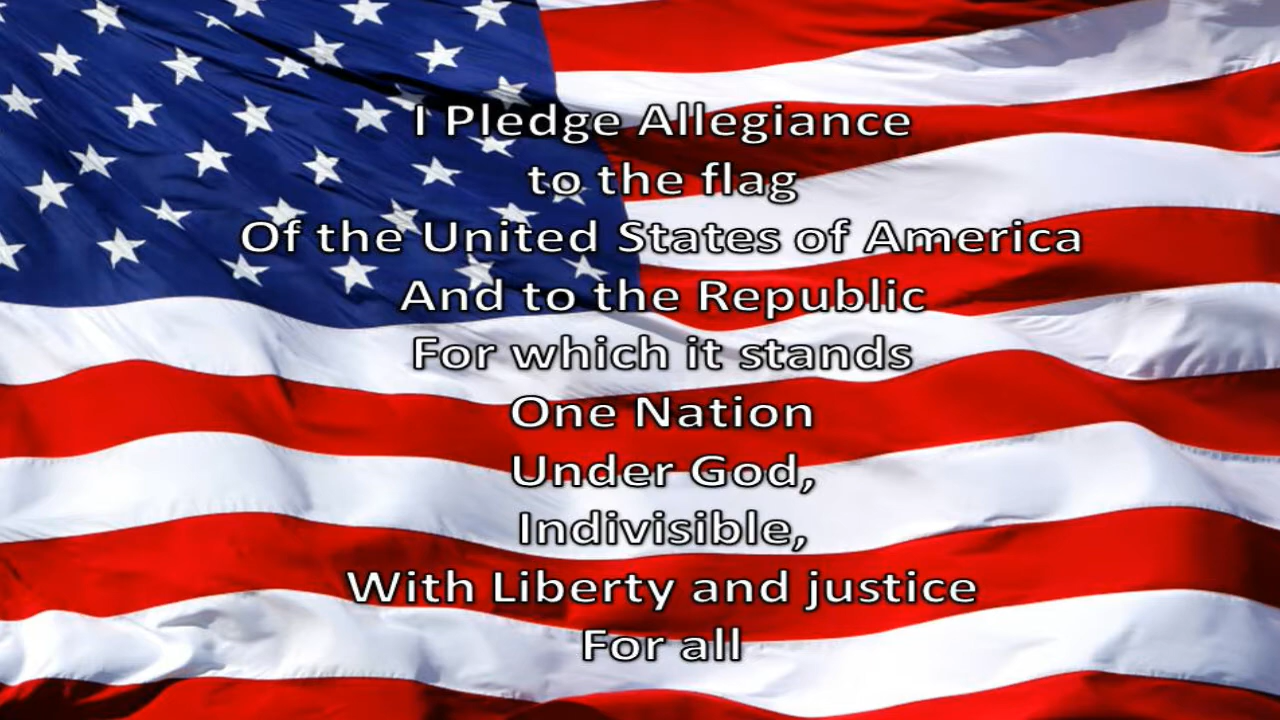 I Pledge Allegiance
to the flag
Of the United States of America
And to the Republic
For which it stands
One Nation
Under God,
Indivisible,
With Liberty and justice
For all